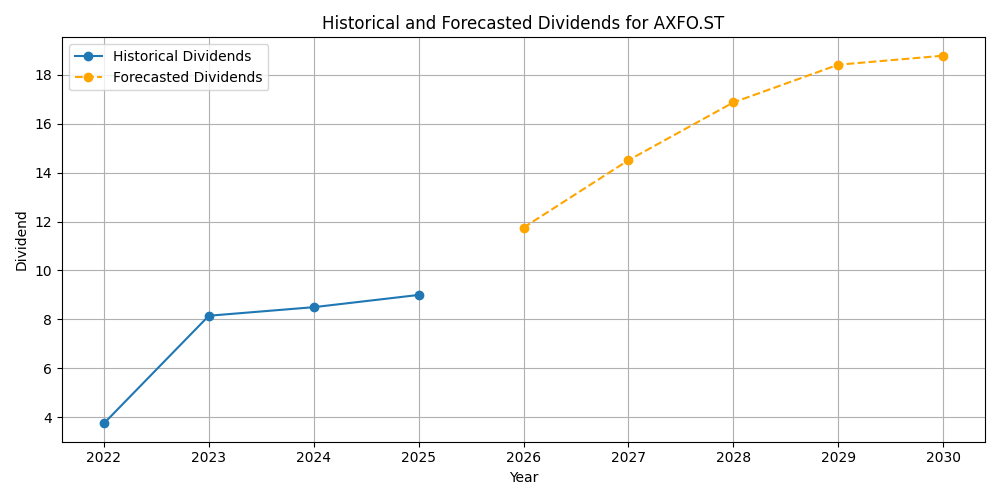 Historical and Forecasted Dividends for AXFO.ST
Historical Dividends
Forecasted Dividends
Dividend
18
16
14
12
10
8
6
4
2022 2023 2024 2025 2026 2027 2028 2029 2030
Year